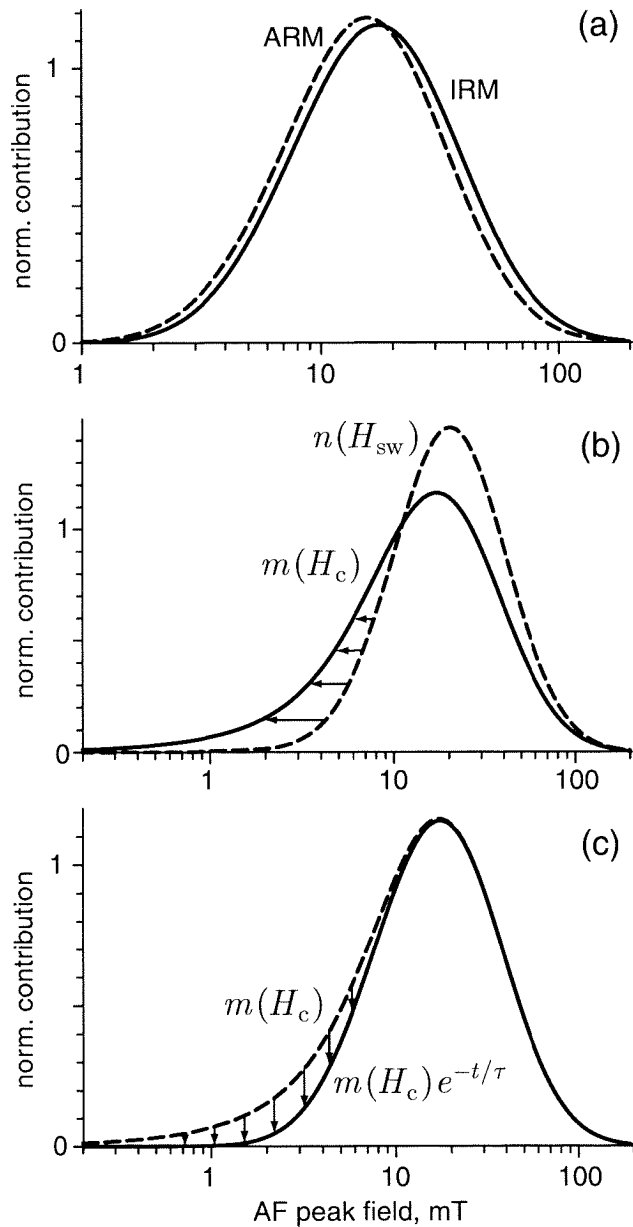 (a)
ARM
IRM
norm. contribution
1
0
1
10
100
(b)
n(H_sw)
m(H_c)
norm. contribution
1
0
1
10
100
(c)
m(H_c)
m(H_c) e^{-t/τ}
norm. contribution
1
0
1
10
100
AF peak field, mT